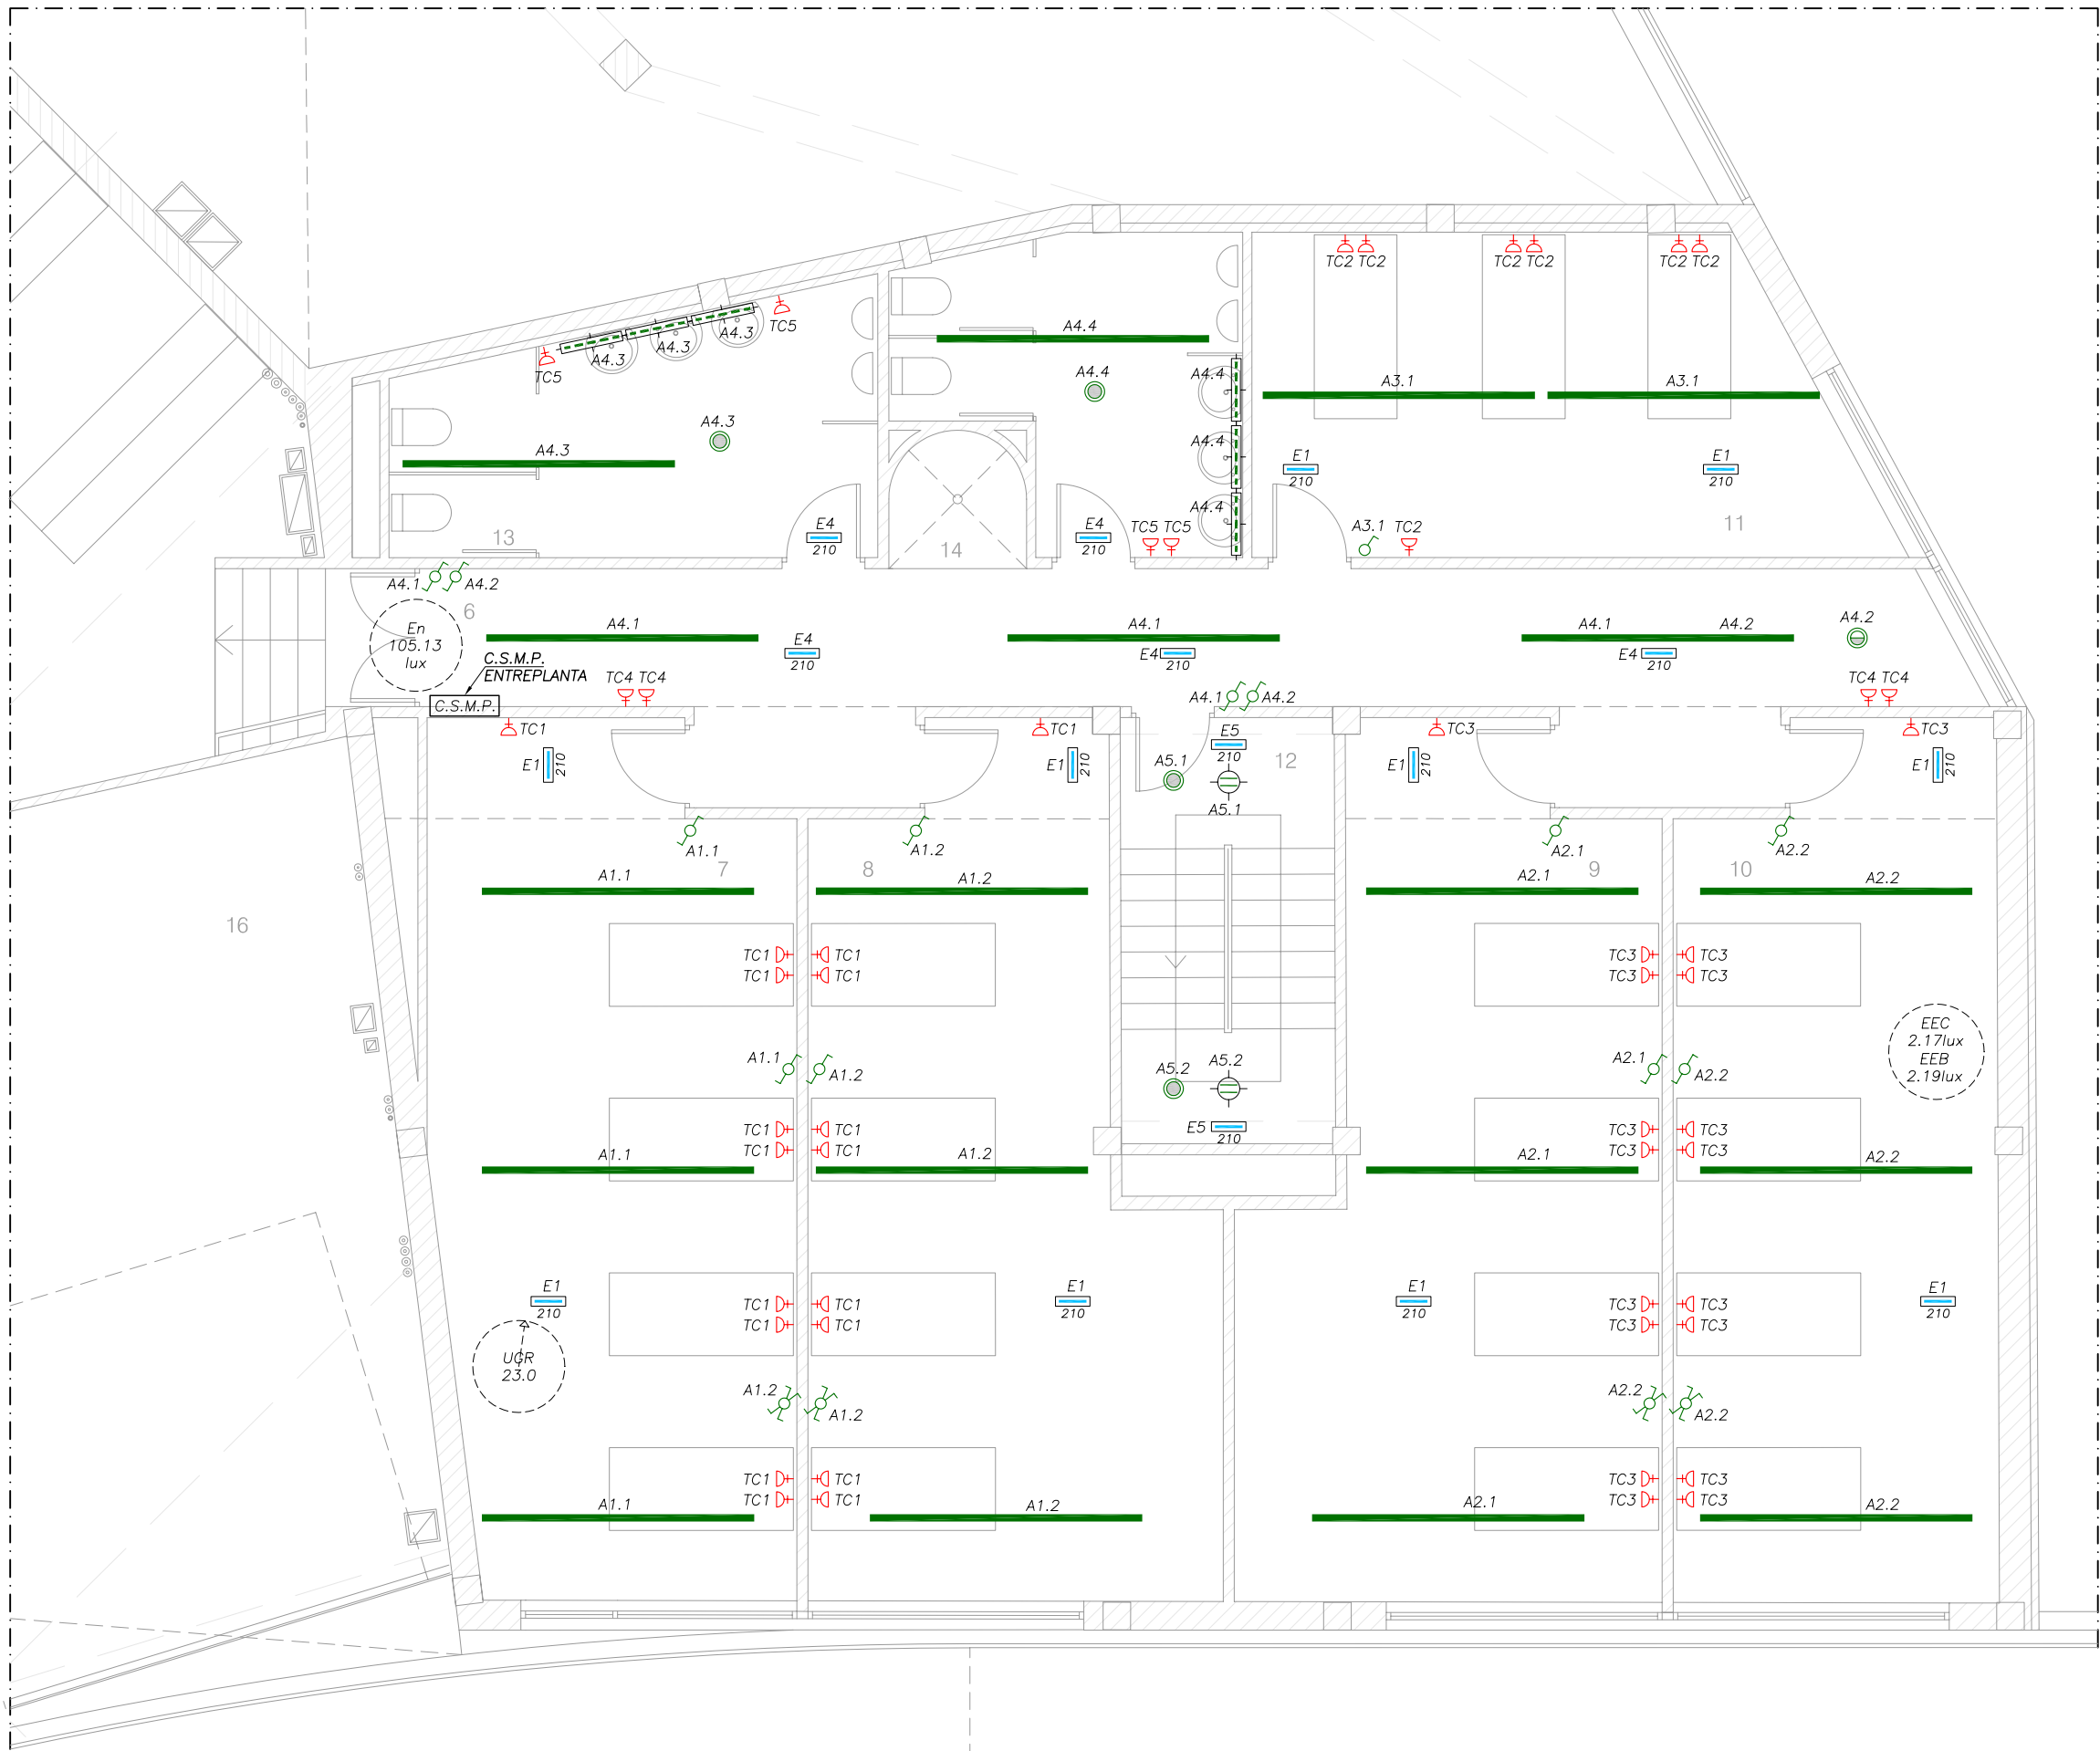 TC2 TC2
TC2 TC2
TC2 TC2
TC5
A4.3
A4.3
A4.3
TC5
A4.4
A4.4
A4.4
A3.1
A3.1
A4.3
A4.3
A4.4
E1
210
E1
210
A4.4
13
E4
210
14
E4
210
TC5 TC5
A3.1
TC2
11
A4.1
A4.2
6
En
105.13
lux
A4.1
A4.1
A4.1
A4.2
A4.2
E4
210
E4
210
E4
210
C.S.M.P.
ENTREPLANTA
C.S.M.P.
TC4 TC4
A4.1
A4.2
TC4 TC4
TC1
TC1
TC3
TC3
E1
210
E1
210
E5
210
12
E1
210
E1
210
A5.1
A5.1
A1.1
A1.2
A2.1
A2.2
7
8
9
10
A1.1
A1.2
A2.1
A2.2
16
TC1
TC1
TC1
TC1
TC3
TC3
TC3
TC3
EEC
2.17lux
EEB
2.19lux
A1.1
A1.2
A5.2
A5.2
A2.1
A2.2
TC1
TC1
TC1
TC1
E5
210
TC3
TC3
TC3
TC3
A1.1
A1.2
A2.1
A2.2
E1
210
TC1
TC1
TC1
TC1
E1
210
E1
210
TC3
TC3
TC3
TC3
E1
210
UGR
23.0
A1.2
A1.2
A2.2
A2.2
TC1
TC1
TC1
TC1
TC3
TC3
TC3
TC3
A1.1
A1.2
A2.1
A2.2